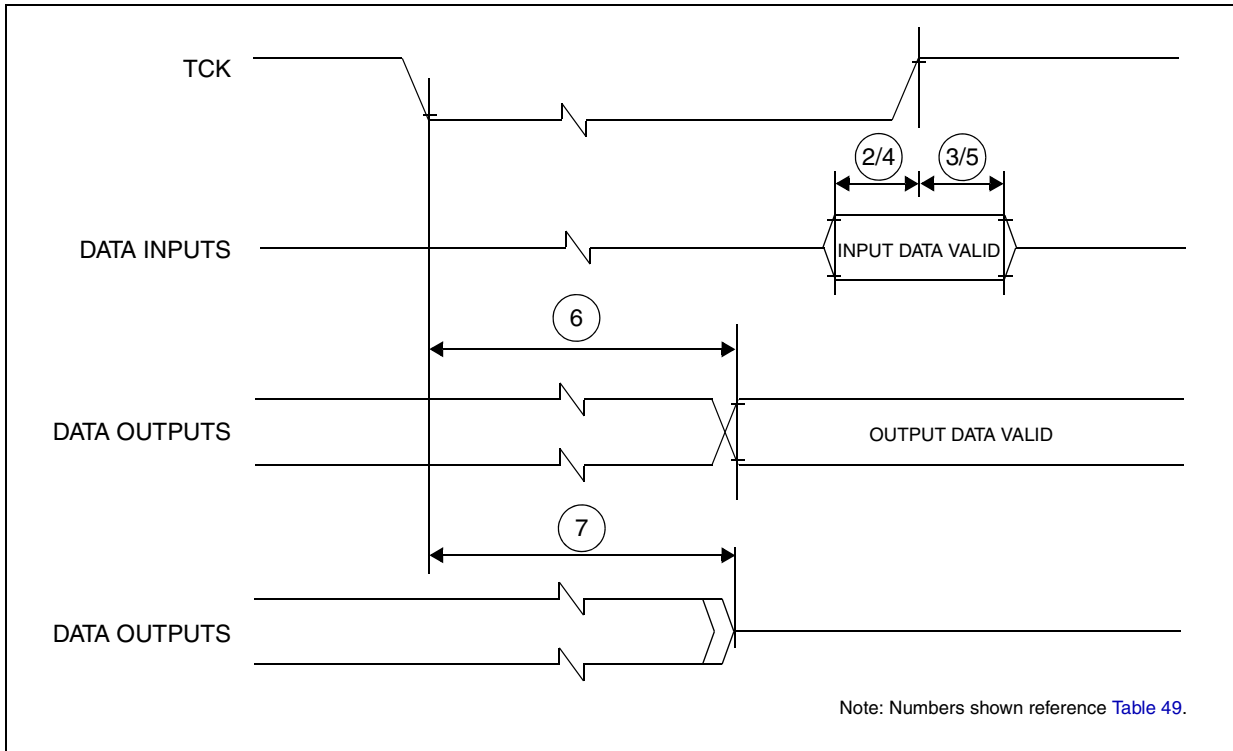 TCK
2/4
3/5
DATA INPUTS
INPUT DATA VALID
6
DATA OUTPUTS
OUTPUT DATA VALID
7
DATA OUTPUTS
Note: Numbers shown reference Table 49.